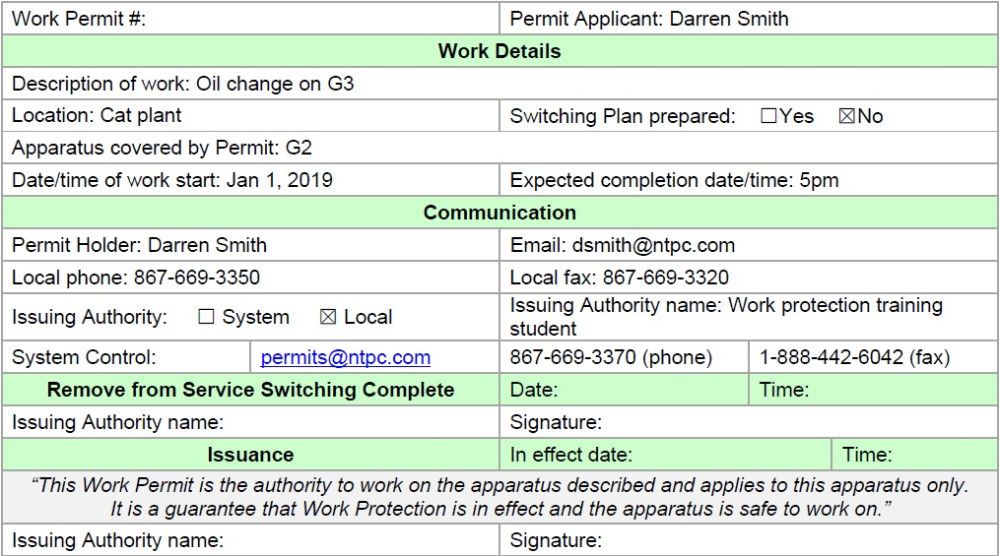 Work Permit #: Permit Applicant: Darren Smith
Work Details
Description of work: Oil change on G3
Location: Cat plant Switching Plan prepared: ☐Yes ☒No
Apparatus covered by Permit: G2
Date/time of work start: Jan 1, 2019 Expected completion date/time: 5pm
Communication
Permit Holder: Darren Smith Email: dsmith@ntpc.com
Local phone: 867-669-3350 Local fax: 867-669-3320
Issuing Authority: ☐ System ☒ Local Issuing Authority name: Work protection training
student
System Control: permits@ntpc.com 867-669-3370 (phone) 1-888-442-6042 (fax)
Remove from Service Switching Complete Date: Time:
Issuing Authority name: Signature:
Issuance In effect date: Time:
“This Work Permit is the authority to work on the apparatus described and applies to this apparatus only.
It is a guarantee that Work Protection is in effect and the apparatus is safe to work on.”
Issuing Authority name: Signature: